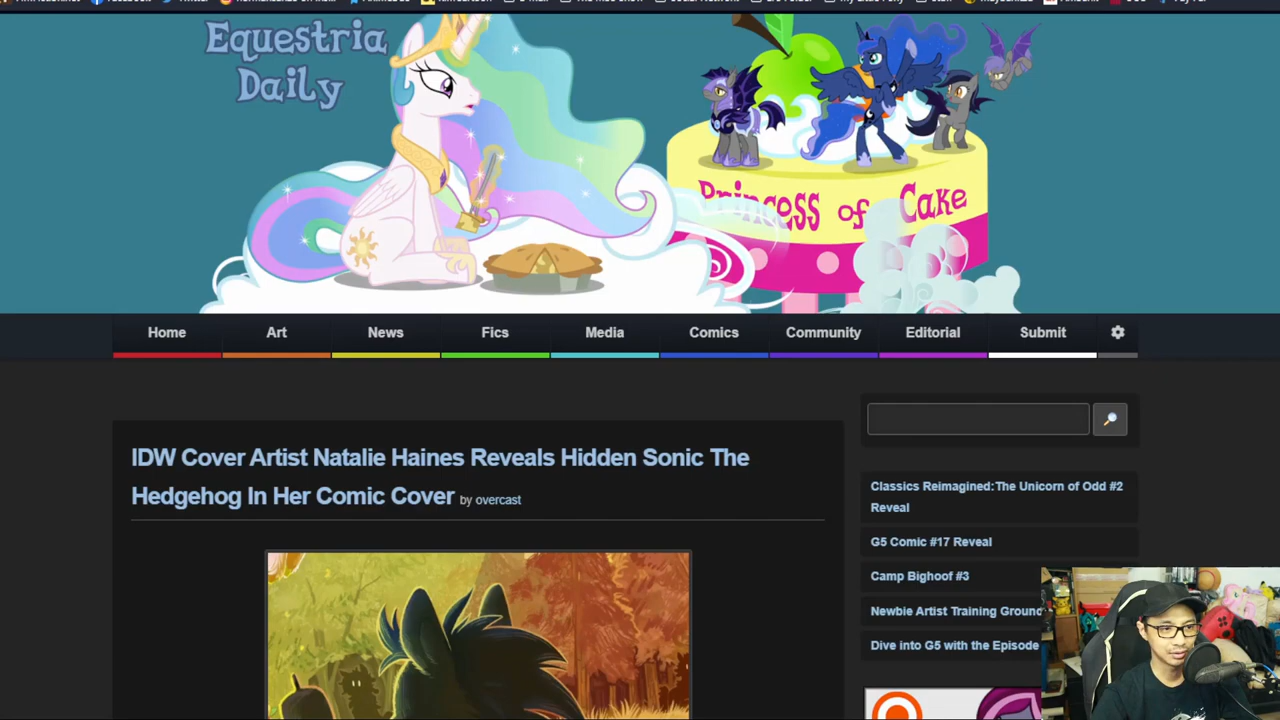 Equestria
Daily
Princess of Cake
Home
Art
News
Fics
Media
Comics
Community
Editorial
Submit
IDW Cover Artist Natalie Haines Reveals Hidden Sonic The
Hedgehog In Her Comic Cover by overcast
Classics Reimagined:The Unicorn of Odd #2
Reveal
G5 Comic #17 Reveal
Camp Bighoof #3
Newbie Artist Training Ground
Dive into G5 with the Episode